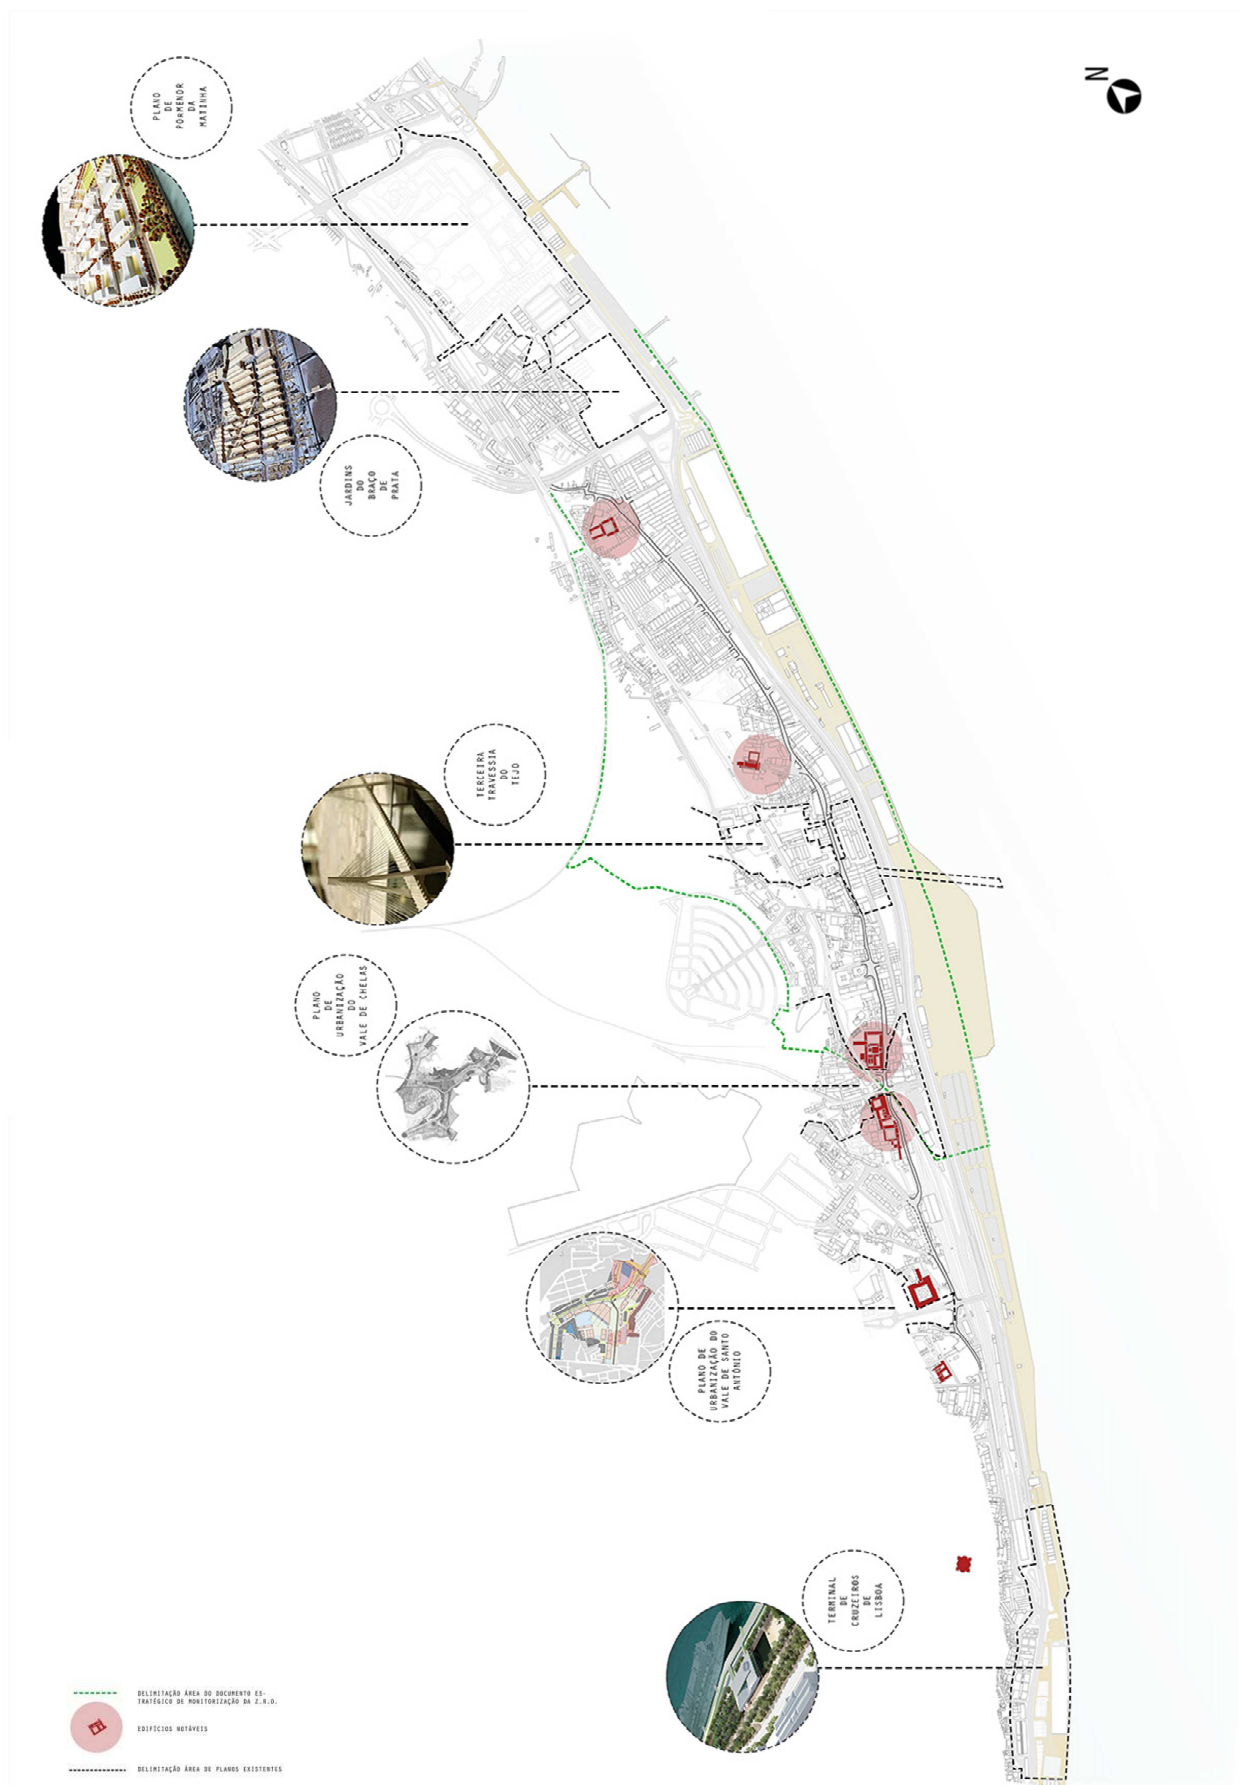 N
PLANO
DE
PORMENOR
DA
MATINHA
JARDINS
DO
BRAÇO
DE
PRATA
TERCEIRA
TRAVESSIA
DO
TEJO
PLANO
DE
URBANIZAÇÃO
DO
VALE DE CHELAS
PLANO DE
URBANIZAÇÃO DO
VALE DE SANTO
ANTÓNIO
TERMINAL
DE
CRUZEIROS
DE
LISBOA
DELIMITAÇÃO ÁREA DO DOCUMENTO ES-
TRATÉGICO DE MONITORIZAÇÃO DA Z.R.O.
EDIFÍCIOS NOTÁVEIS
DELIMITAÇÃO ÁREA DE PLANOS EXISTENTES